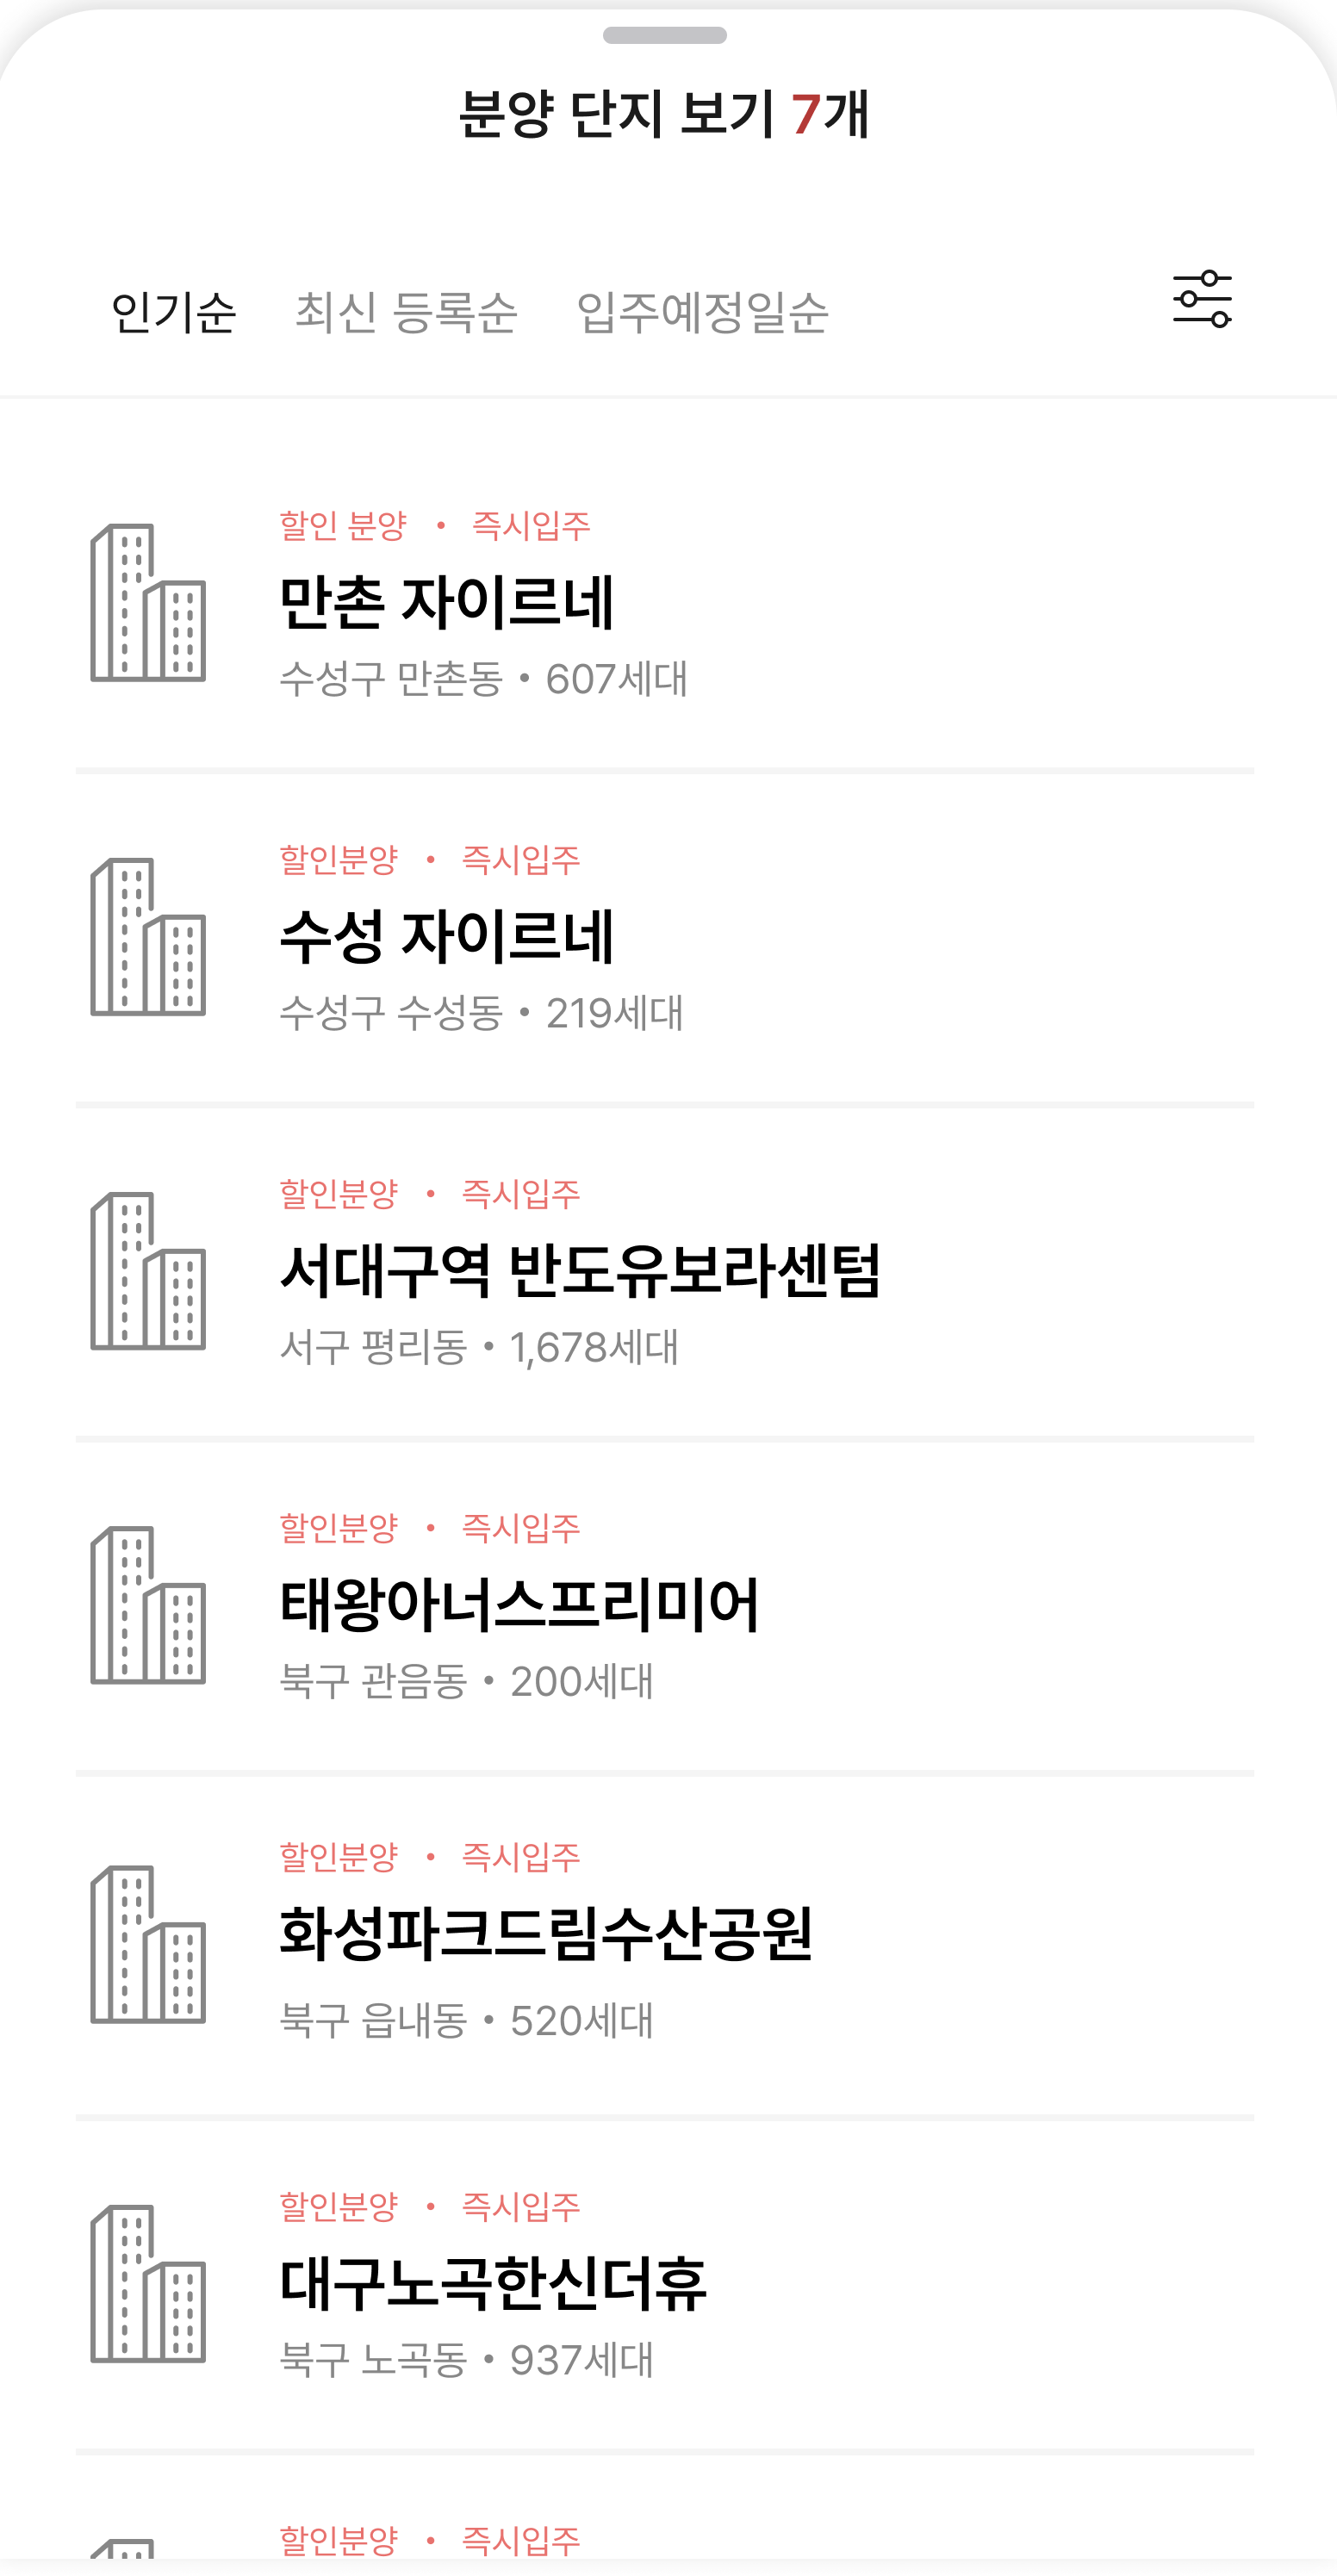 분양 단지 보기 7개
인기순 최신 등록순 입주예정일순
할인 분양 • 즉시입주
만촌 자이르네
수성구 만촌동 • 607세대
할인분양 • 즉시입주
수성 자이르네
수성구 수성동 • 219세대
할인분양 • 즉시입주
서대구역 반도유보라센텀
서구 평리동 • 1,678세대
할인분양 • 즉시입주
태왕아너스프리미어
북구 관음동 • 200세대
할인분양 • 즉시입주
화성파크드림수산공원
북구 읍내동 • 520세대
할인분양 • 즉시입주
대구노곡한신더휴
북구 노곡동 • 937세대
할인분양 • 즉시입주